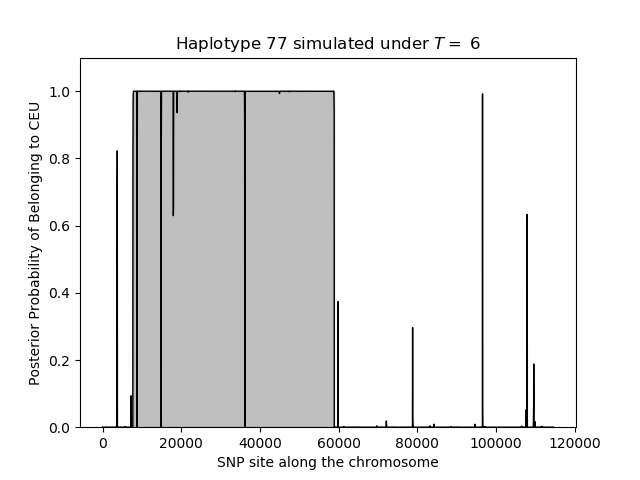 Haplotype 77 simulated under T = 6
Posterior Probability of Belonging to CEU
1.0
0.8
0.6
0.4
0.2
0.0
0 20000 40000 60000 80000 100000 120000
SNP site along the chromosome